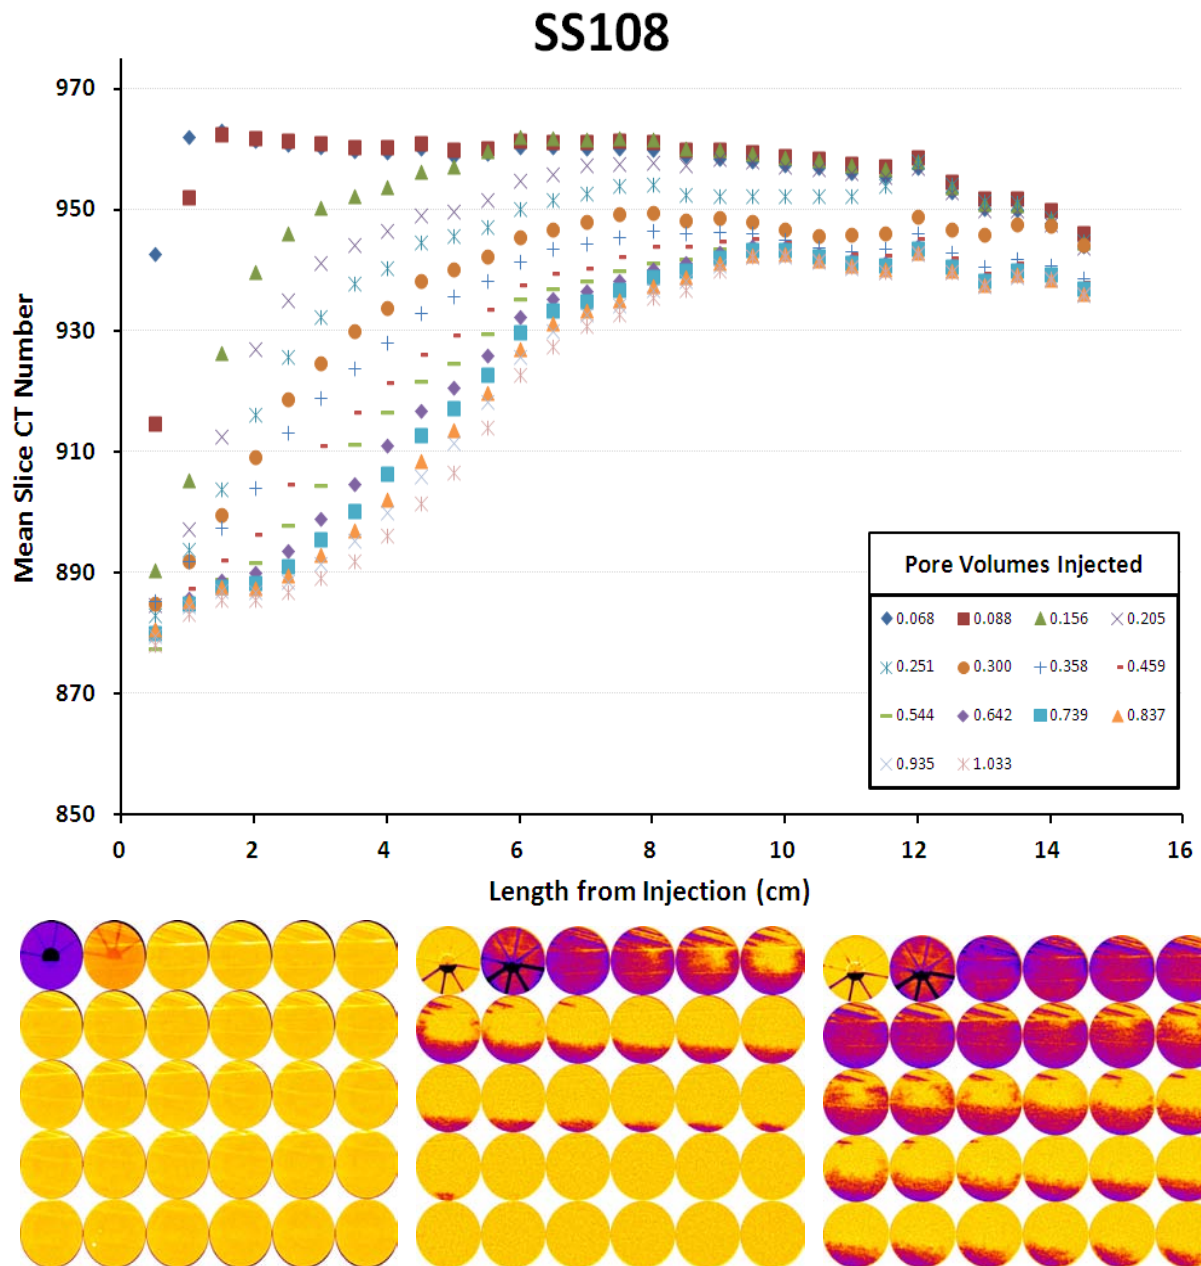 SS108
970
950
930
910
890
870
850
Mean Slice CT Number
0 2 4 6 8 10 12 14 16
Length from Injection (cm)
Pore Volumes Injected
0.068 0.088 0.156 0.205
0.251 0.300 0.358 0.459
0.544 0.642 0.739 0.837
0.935 1.033